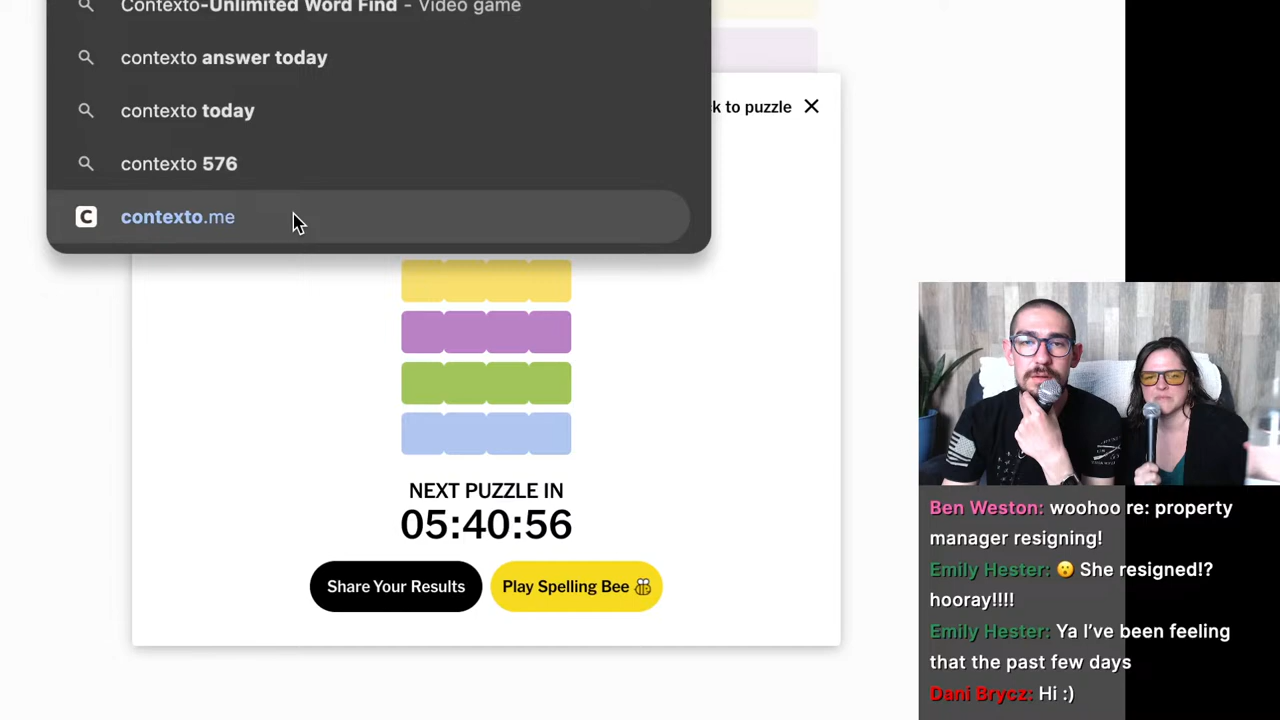 Contexto-Unlimited Word Find - Video game
contexto answer today
contexto today
contexto 576
C contexto.me
to puzzle
NEXT PUZZLE IN
05:40:56
Share Your Results
Play Spelling Bee
Ben Weston: woohoo re: property
manager resigning!
Emily Hester: 😮 She resigned!?
hooray!!!!
Emily Hester: Ya I've been feeling
that the past few days
Dani Brycz: Hi :)